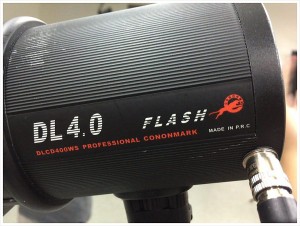 DL4.0 FLASH
MADE IN P.R.C
DLCD400WS PROFESSIONAL CONONMARK